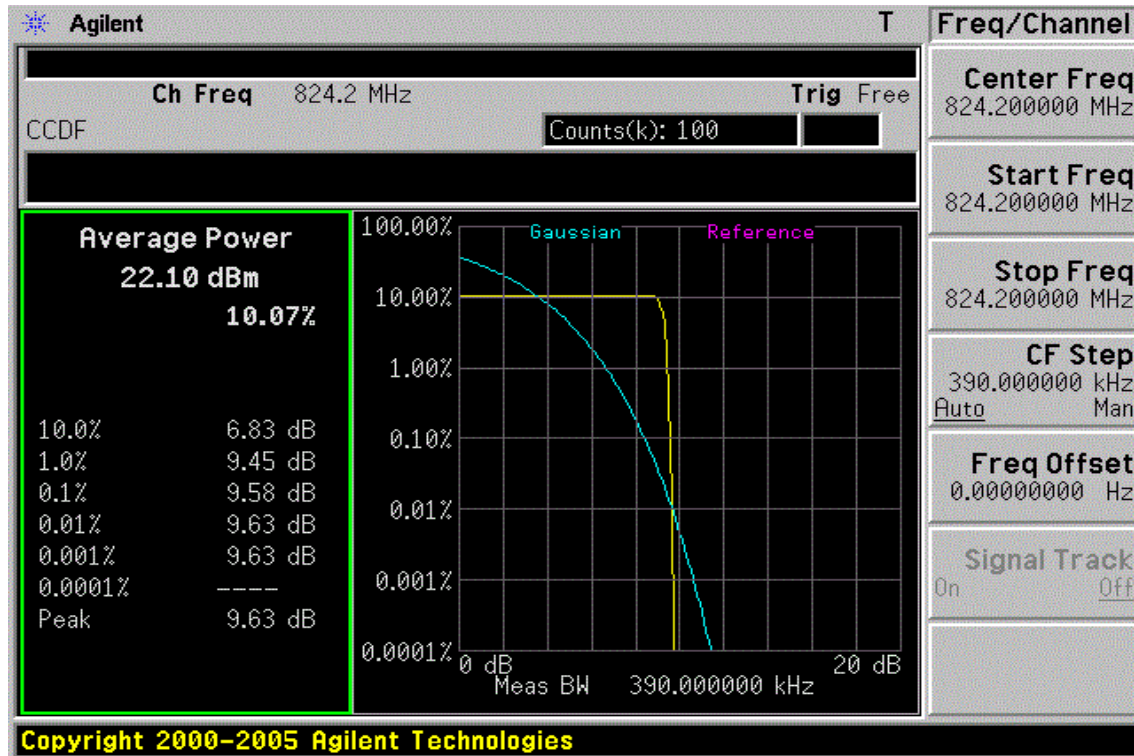 Agilent T
Ch Freq 824.2 MHz Trig Free
CCDF Counts(k): 100
Average Power
22.10 dBm
10.07%
10.0% 6.83 dB
1.0% 9.45 dB
0.1% 9.58 dB
0.01% 9.63 dB
0.001% 9.63 dB
0.0001% ----
Peak 9.63 dB
Gaussian Reference
100.00%
10.00%
1.00%
0.10%
0.01%
0.001%
0.0001%
0 dB 20 dB
Meas BW 390.000000 kHz
Freq/Channel
Center Freq
824.200000 MHz
Start Freq
824.200000 MHz
Stop Freq
824.200000 MHz
CF Step
390.000000 kHz
Auto Man
Freq Offset
0.00000000 Hz
Signal Track
On Off
Copyright 2000-2005 Agilent Technologies